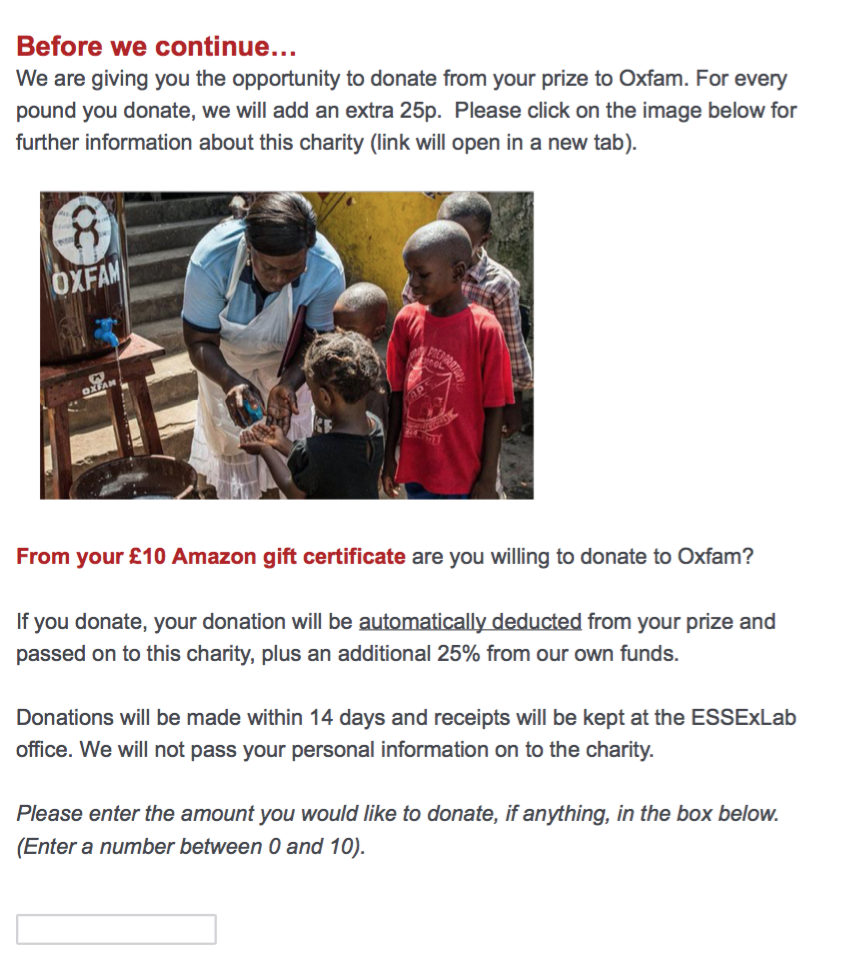 Before we continue…
We are giving you the opportunity to donate from your prize to Oxfam. For every
pound you donate, we will add an extra 25p.  Please click on the image below for
further information about this charity (link will open in a new tab).
OXFAM
OXFAM
From your £10 Amazon gift certificate are you willing to donate to Oxfam?
If you donate, your donation will be automatically deducted from your prize and
passed on to this charity, plus an additional 25% from our own funds.
Donations will be made within 14 days and receipts will be kept at the ESSExLab
office. We will not pass your personal information on to the charity.
Please enter the amount you would like to donate, if anything, in the box below.
(Enter a number between 0 and 10).